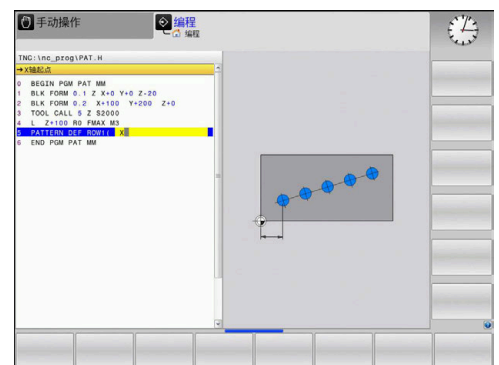 手动操作
编程
编程
TNC:\nc_prog\PAT.H
→X轴起点
0 BEGIN PGM PAT MM
1 BLK FORM 0.1 Z X+0 Y+0 Z-20
2 BLK FORM 0.2 X+100 Y+200 Z+0
3 TOOL CALL 5 Z S2000
4 L Z+100 R0 FMAX M3
5 PATTERN DEF ROW1( X
6 END PGM PAT MM